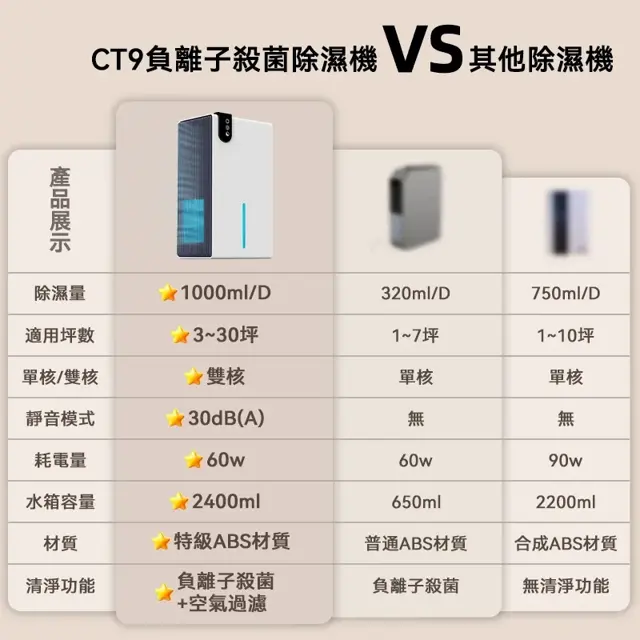 CT9負離子殺菌除濕機 VS 其他除濕機
產品展示
除濕量 1000ml/D 320ml/D 750ml/D
適用坪數 3~30坪 1~7坪 1~10坪
單核/雙核 雙核 單核 單核
靜音模式 30dB(A) 無 無
耗電量 60w 60w 90w
水箱容量 2400ml 650ml 2200ml
材質 特級ABS材質 普通ABS材質 合成ABS材質
清淨功能 負離子殺菌 負離子殺菌 無清淨功能
+空氣過濾